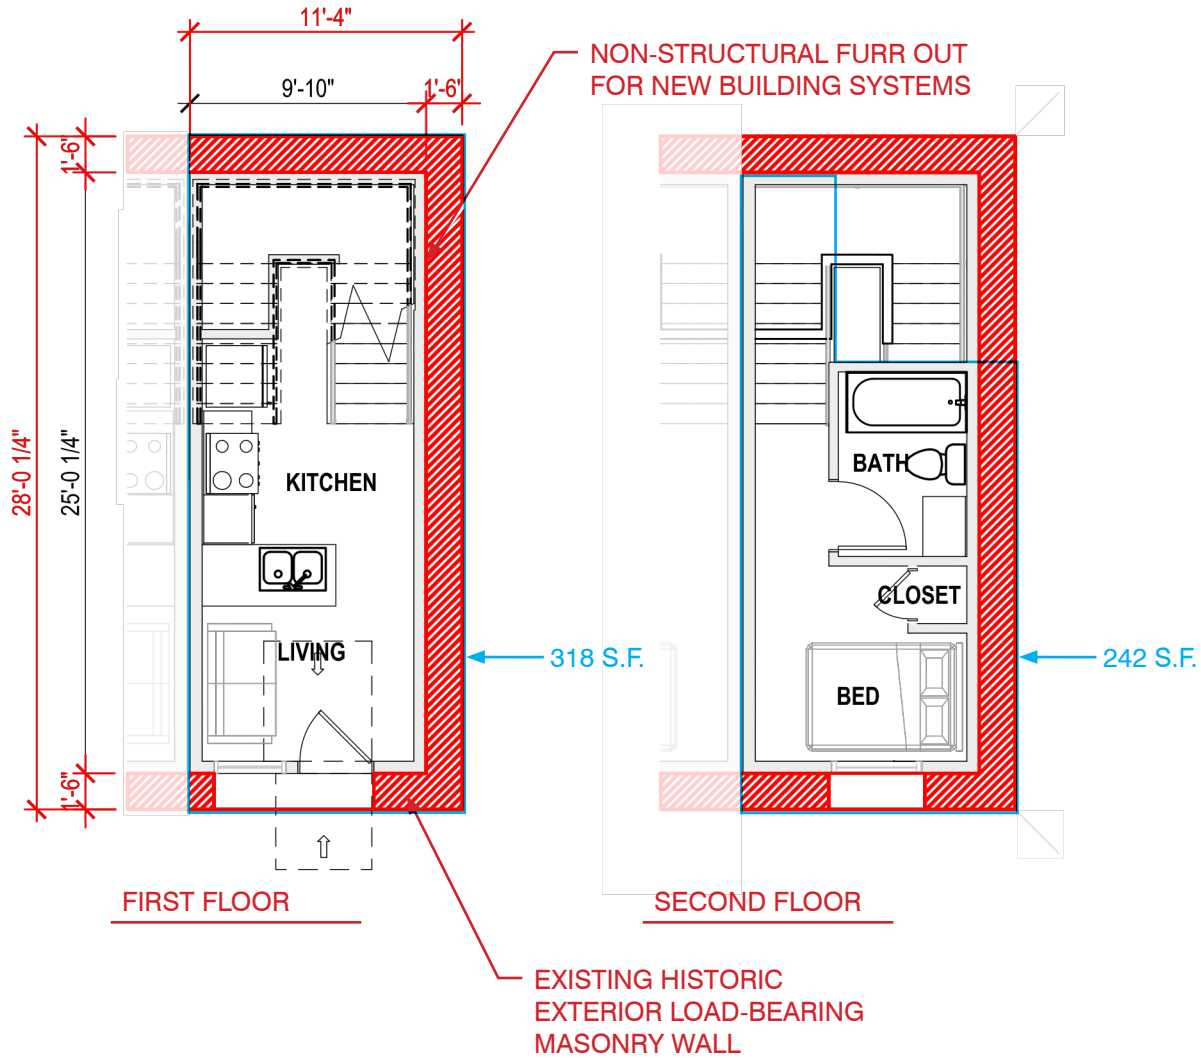 11'-4"
NON-STRUCTURAL FURR OUT
FOR NEW BUILDING SYSTEMS
9'-10"
1'-6"
1'-6"
28'-0 1/4"
25'-0 1/4"
KITCHEN
BATH
CLOSET
LIVING
318 S.F.
242 S.F.
BED
1'-6"
FIRST FLOOR
SECOND FLOOR
EXISTING HISTORIC
EXTERIOR LOAD-BEARING
MASONRY WALL